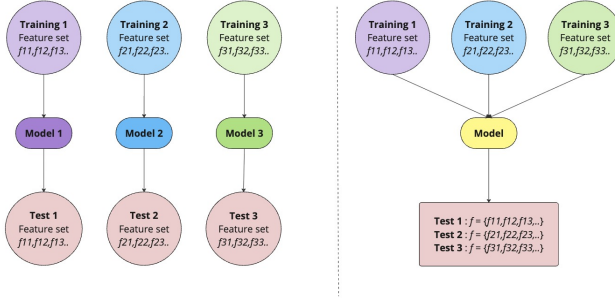 Training 1
Feature set
f11,f12,f13..
Training 2
Feature set
f21,f22,f23..
Training 3
Feature set
f31,f32,f33..
Model 1
Model 2
Model 3
Test 1
Feature set
f11,f12,f13..
Test 2
Feature set
f21,f22,f23..
Test 3
Feature set
f31,f32,f33..
Training 1
Feature set
f11,f12,f13..
Training 2
Feature set
f21,f22,f23..
Training 3
Feature set
f31,f32,f33..
Model
Test 1 : f = {f11,f12,f13,..}
Test 2 : f = {f21,f22,f23,..}
Test 3 : f = {f31,f32,f33,..}